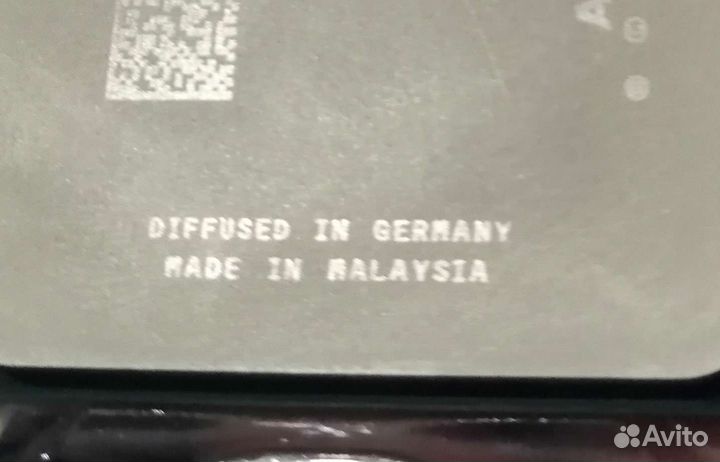 A
DIFFUSED IN GERMANY
MADE IN MALAYSIA
Avito